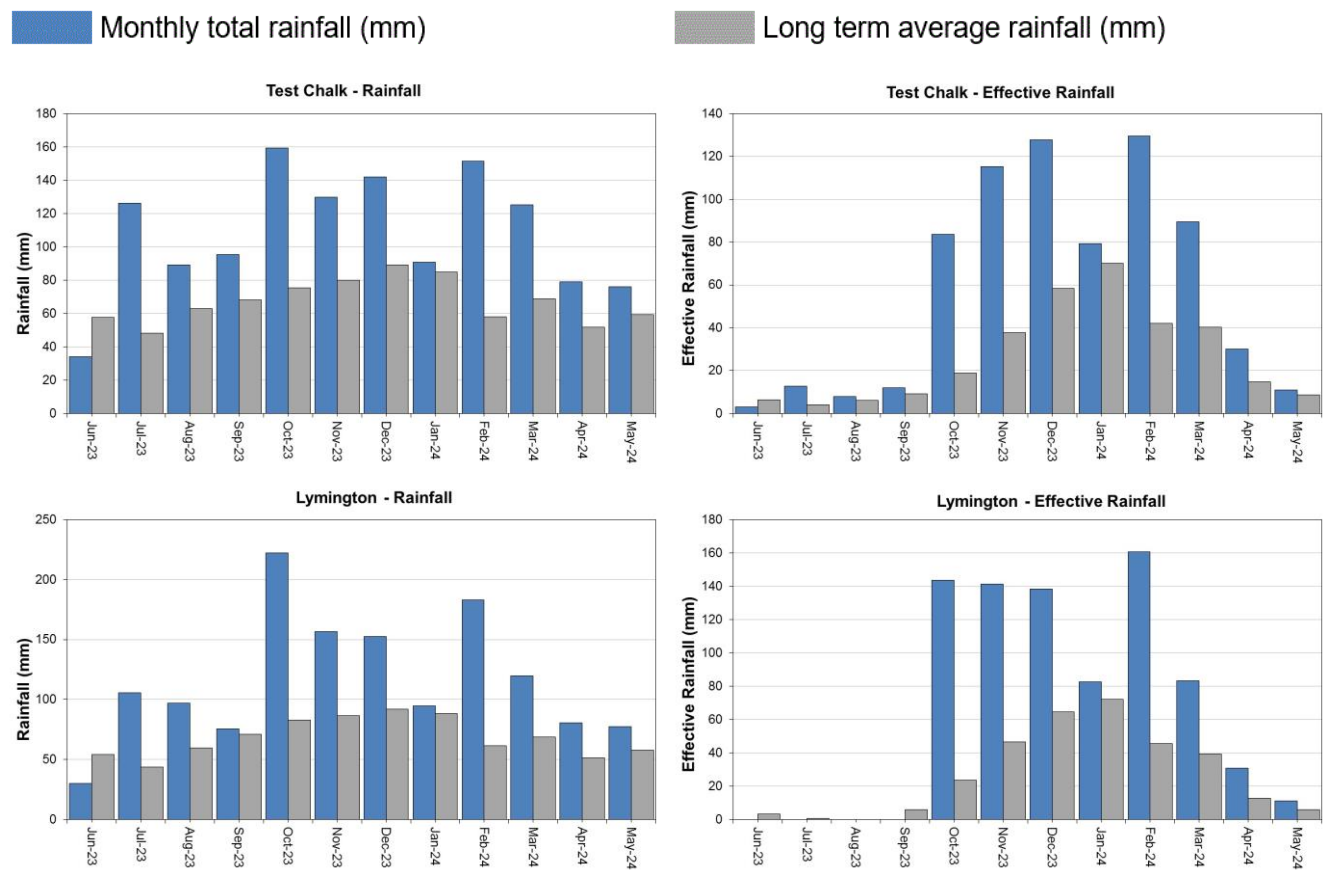 Monthly total rainfall (mm)
Long term average rainfall (mm)
Test Chalk - Rainfall
Rainfall (mm)
180
160
140
120
100
80
60
40
20
0
Jun-23
Jul-23
Aug-23
Sep-23
Oct-23
Nov-23
Dec-23
Jan-24
Feb-24
Mar-24
Apr-24
May-24
Test Chalk - Effective Rainfall
Effective Rainfall (mm)
140
120
100
80
60
40
20
0
Jun-23
Jul-23
Aug-23
Sep-23
Oct-23
Nov-23
Dec-23
Jan-24
Feb-24
Mar-24
Apr-24
May-24
Lymington - Rainfall
Rainfall (mm)
250
200
150
100
50
0
Jun-23
Jul-23
Aug-23
Sep-23
Oct-23
Nov-23
Dec-23
Jan-24
Feb-24
Mar-24
Apr-24
May-24
Lymington - Effective Rainfall
Effective Rainfall (mm)
180
160
140
120
100
80
60
40
20
0
Jun-23
Jul-23
Aug-23
Sep-23
Oct-23
Nov-23
Dec-23
Jan-24
Feb-24
Mar-24
Apr-24
May-24